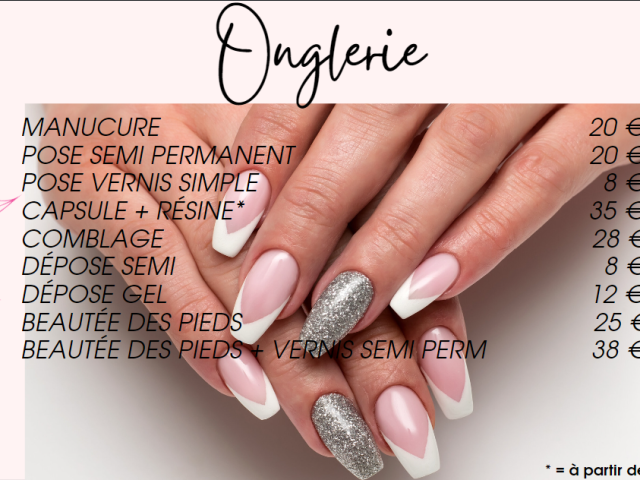 Onglerie
MANUCURE 20 €
POSE SEMI PERMANENT 20 €
POSE VERNIS SIMPLE 8 €
CAPSULE + RÉSINE* 35 €
COMBLAGE 28 €
DÉPOSE SEMI 8 €
DÉPOSE GEL 12 €
BEAUTÉE DES PIEDS 25 €
BEAUTÉE DES PIEDS + VERNIS SEMI PERM 38 €
* = à partir de